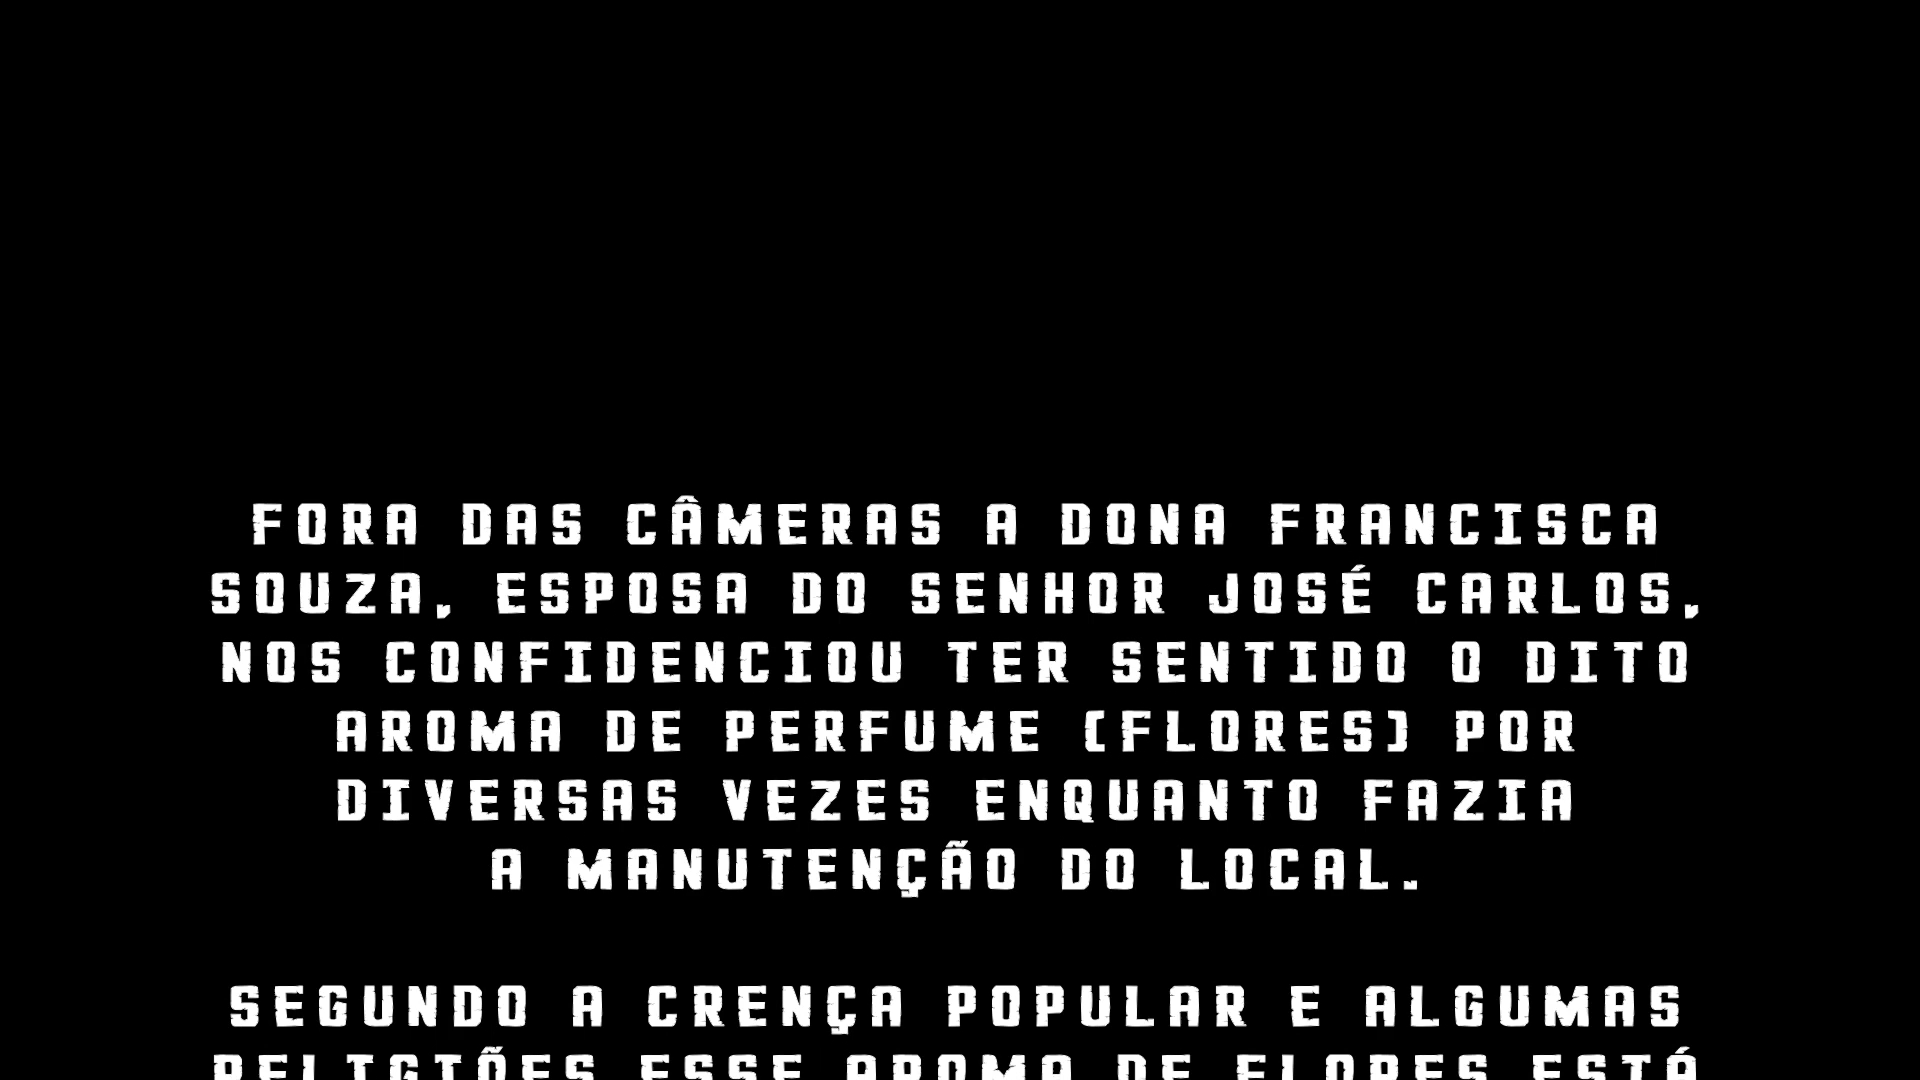 FORA DAS CÂMERAS A DONA FRANCISCA
SOUZA, ESPOSA DO SENHOR JOSÉ CARLOS,
NOS CONFIDENCIOU TER SENTIDO O DITO
AROMA DE PERFUME (FLORES) POR
DIVERSAS VEZES ENQUANTO FAZIA
A MANUTENÇÃO DO LOCAL.
SEGUNDO A CRENÇA POPULAR E ALGUMAS
RELIGIÕES ESSE AROMA DE FLORES ESTÁ